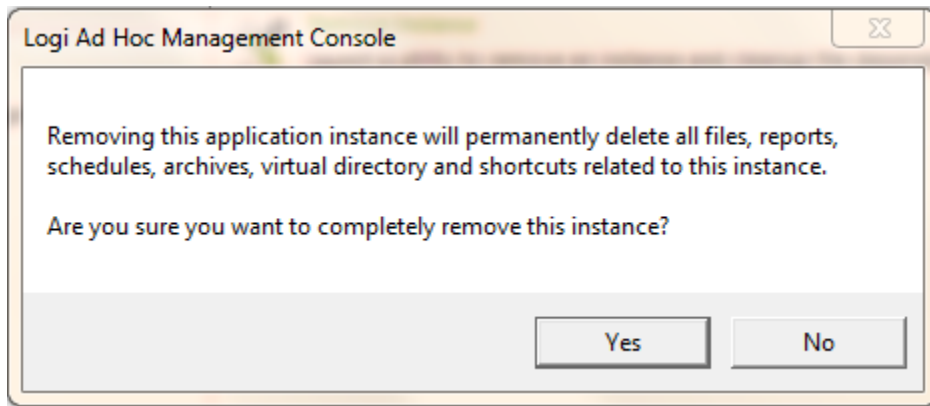 Logi Ad Hoc Management Console
Removing this application instance will permanently delete all files, reports,
schedules, archives, virtual directory and shortcuts related to this instance.
Are you sure you want to completely remove this instance?
Yes
No